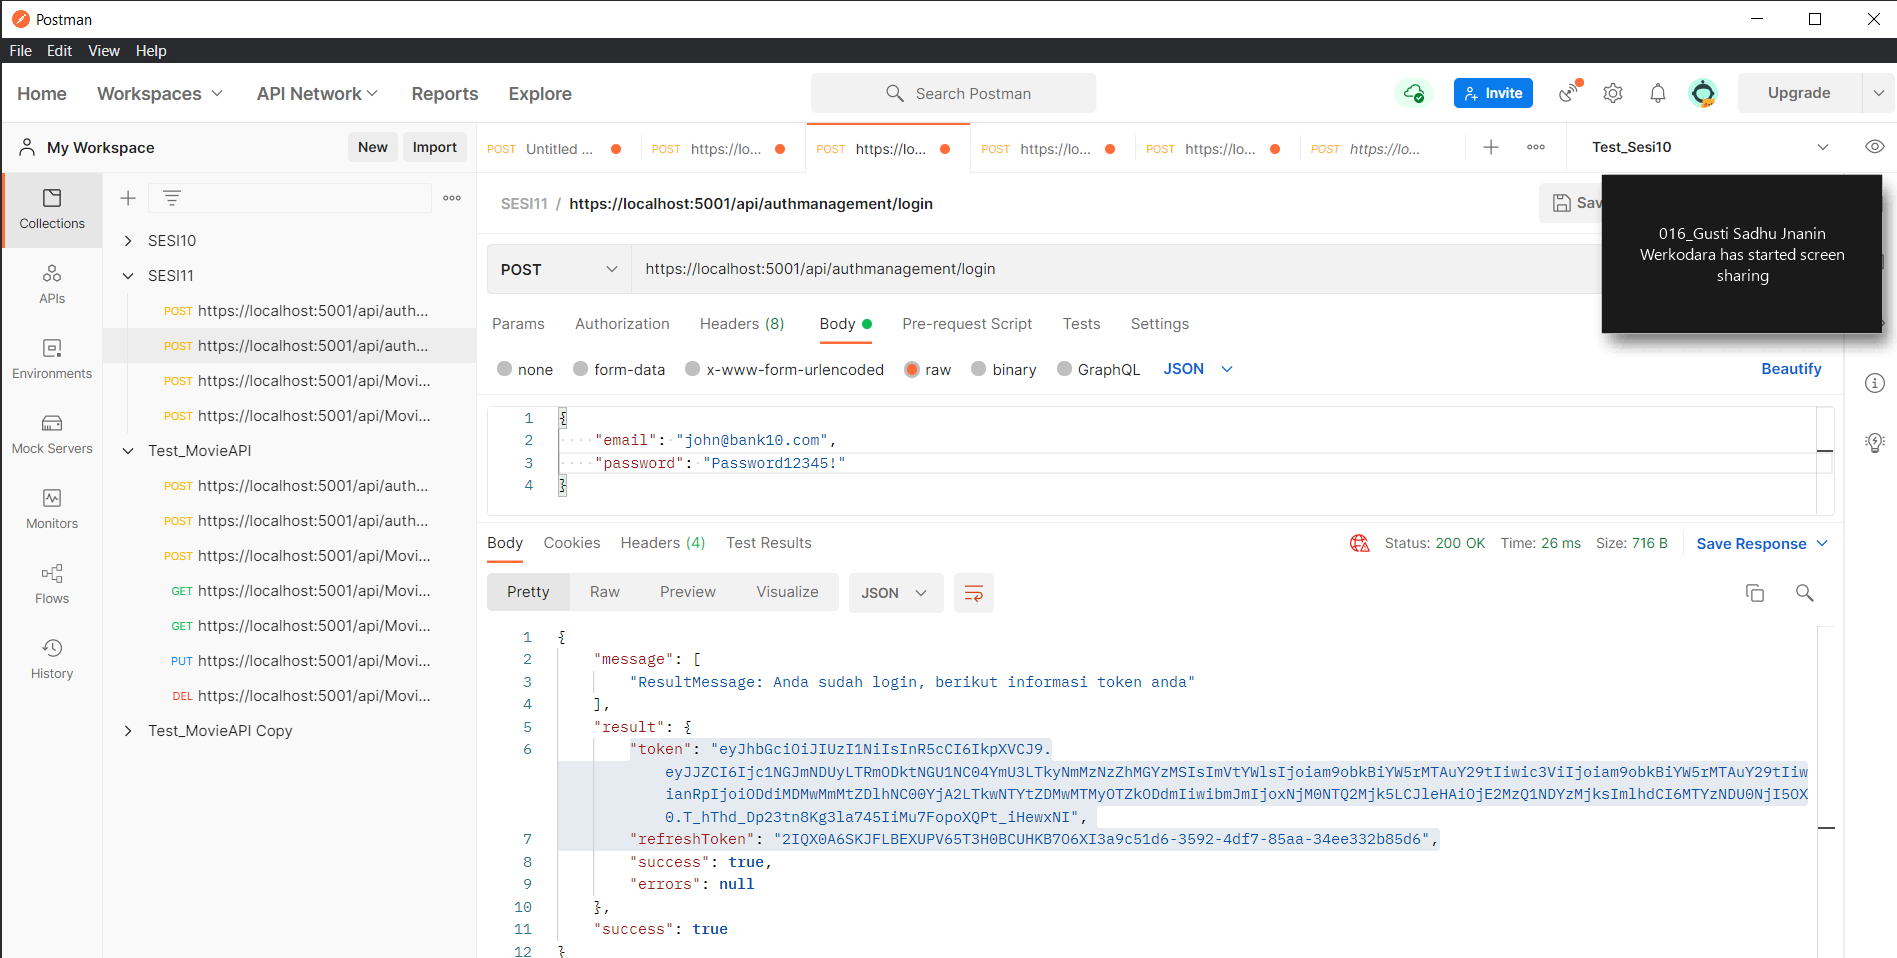 Postman
File Edit View Help
Home Workspaces API Network Reports Explore
Search Postman
Invite
Upgrade
My Workspace
New Import
POST Untitled ...
POST https://lo...
POST https://lo...
POST https://lo...
POST https://lo...
POST https://lo...
Test_Sesi10
Collections
APIs
Environments
Mock Servers
Monitors
Flows
History
SESI10
SESI11
POST https://localhost:5001/api/auth...
POST https://localhost:5001/api/auth...
POST https://localhost:5001/api/Movi...
POST https://localhost:5001/api/Movi...
Test_MovieAPI
POST https://localhost:5001/api/auth...
POST https://localhost:5001/api/auth...
POST https://localhost:5001/api/Movi...
GET https://localhost:5001/api/Movi...
GET https://localhost:5001/api/Movi...
PUT https://localhost:5001/api/Movi...
DEL https://localhost:5001/api/Movi...
Test_MovieAPI Copy
SESI11 / https://localhost:5001/api/authmanagement/login
Sav
016_Gusti Sadhu Jnanin
Werkodara has started screen
sharing
POST https://localhost:5001/api/authmanagement/login
Params Authorization Headers (8) Body Pre-request Script Tests Settings
none form-data x-www-form-urlencoded raw binary GraphQL JSON
Beautify
1 {
2 "email": "john@bank10.com",
3 "password": "Password12345!"
4 }
Body Cookies Headers (4) Test Results
Status: 200 OK Time: 26 ms Size: 716 B Save Response
Pretty Raw Preview Visualize JSON
1 {
2 "message": [
3 "ResultMessage: Anda sudah login, berikut informasi token anda"
4 ],
5 "result": {
6 "token": "eyJhbGciOiJIUzI1NiIsInR5cCI6IkpXVCJ9.
eyJJZCI6Ijc1NGJmNDUyLTRmODktNGU1NC04YmU3LTkyNmMzNzZhMGYzMSIsImVtYWlsIjoiam9obkBiYW5rMTAuY29tIiwic3ViIjoiam9obkBiYW5rMTAuY29tIiw
ianRpIjoiODdiMDMwMmMtZDlhNC00YjA2LTkwNTYtZDMwMTMyOTZkODdmIiwibmJmIjoxNjM0NTQ2Mjk5LCJleHAiOjE2MzQ1NDYzMjksImlhdCI6MTYzNDU0NjI5OX
0.T_hThd_Dp23tn8Kg3la745IiMu7FopoXQPt_iHewxNI",
7 "refreshToken": "2IQX0A6SKJFLBEXUPV65T3H0BCUHKB7O6XI3a9c51d6-3592-4df7-85aa-34ee332b85d6",
8 "success": true,
9 "errors": null
10 },
11 "success": true
12 }